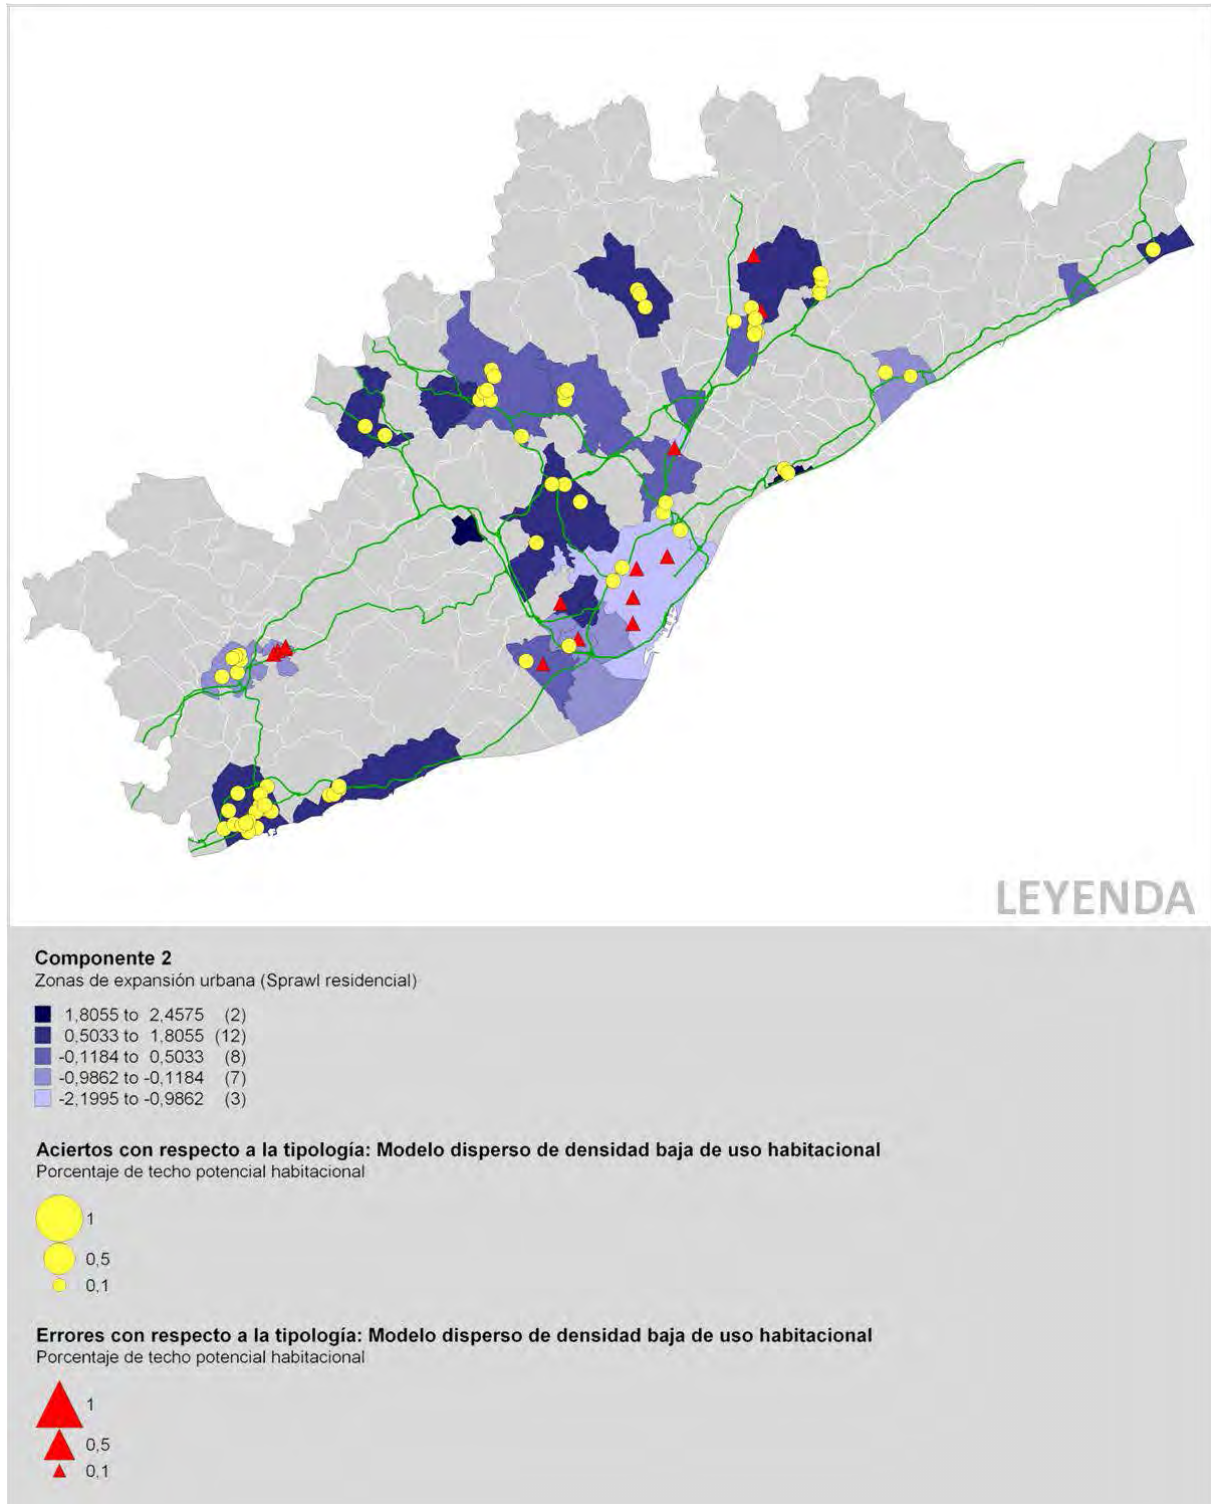 LEYENDA
Componente 2
Zonas de expansión urbana (Sprawl residencial)
1,8055 to 2,4575 (2)
0,5033 to 1,8055 (12)
-0,1184 to 0,5033 (8)
-0,9862 to -0,1184 (7)
-2,1995 to -0,9862 (3)
Aciertos con respecto a la tipología: Modelo disperso de densidad baja de uso habitacional
Porcentaje de techo potencial habitacional
1
0,5
0,1
Errores con respecto a la tipología: Modelo disperso de densidad baja de uso habitacional
Porcentaje de techo potencial habitacional
1
0,5
0,1